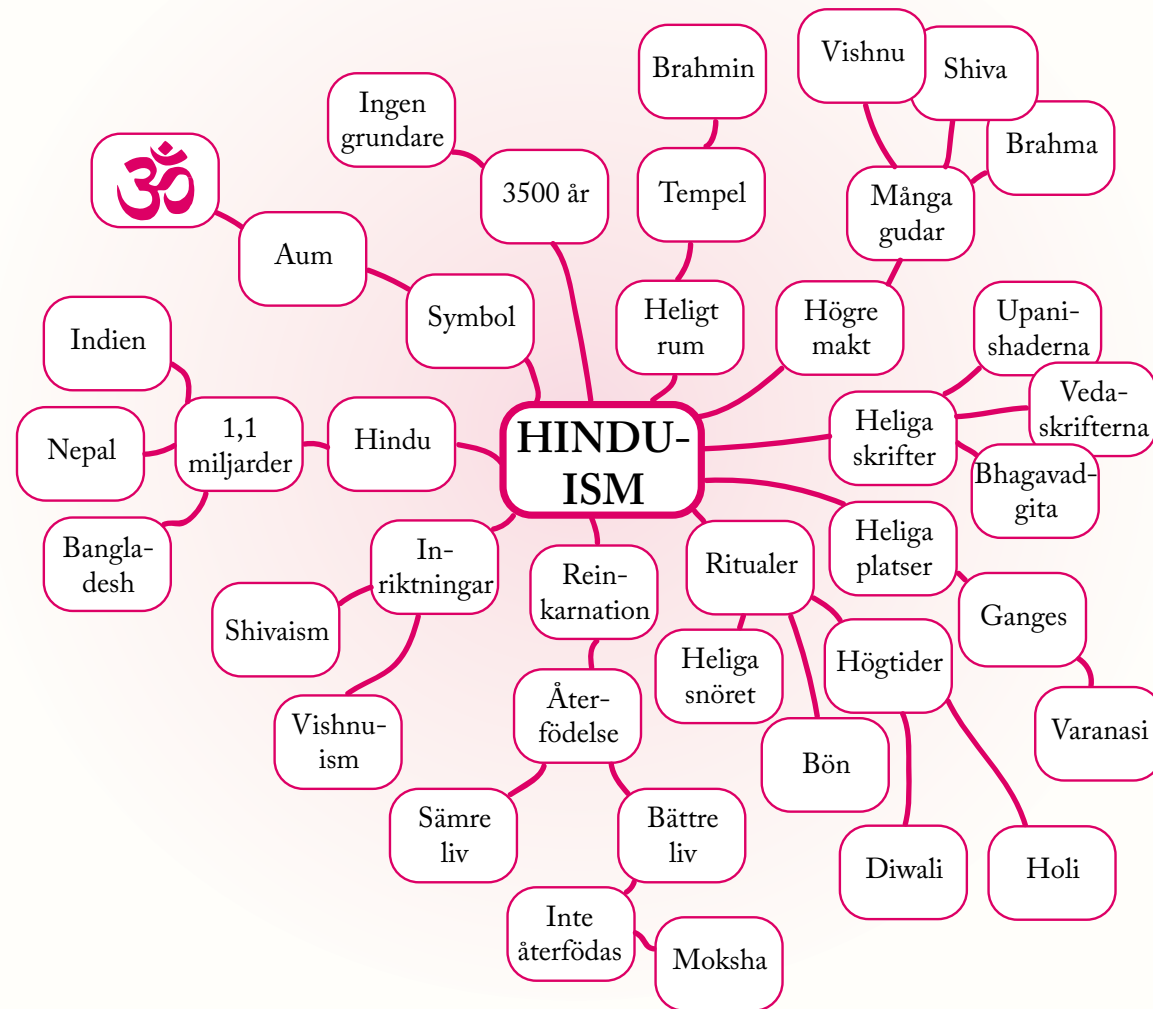 Vishnu
Shiva
Brahma
Många
gudar
Högre
makt
Brahmin
Tempel
Heligt
rum
Ingen
grundare
3500 år
ॐ
Aum
Symbol
Indien
Nepal
Bangla-
desh
1,1
miljarder
Hindu
HINDU-
ISM
Upani-
shaderna
Veda-
skrifterna
Bhagavad-
gita
Heliga
skrifter
Heliga
platser
Ganges
Varanasi
In-
riktningar
Shivaism
Vishnu-
ism
Rein-
karnation
Åter-
födelse
Sämre
liv
Bättre
liv
Inte
återfödas
Moksha
Ritualer
Heliga
snöret
Bön
Högtider
Diwali
Holi